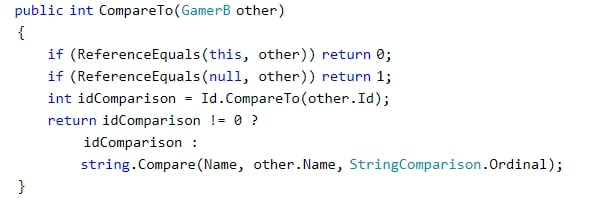 public int CompareTo(GamerB other)
{
if (ReferenceEquals(this, other)) return 0;
if (ReferenceEquals(null, other)) return 1;
int idComparison = Id.CompareTo(other.Id);
return idComparison != 0 ?
idComparison :
string.Compare(Name, other.Name, StringComparison.Ordinal);
}